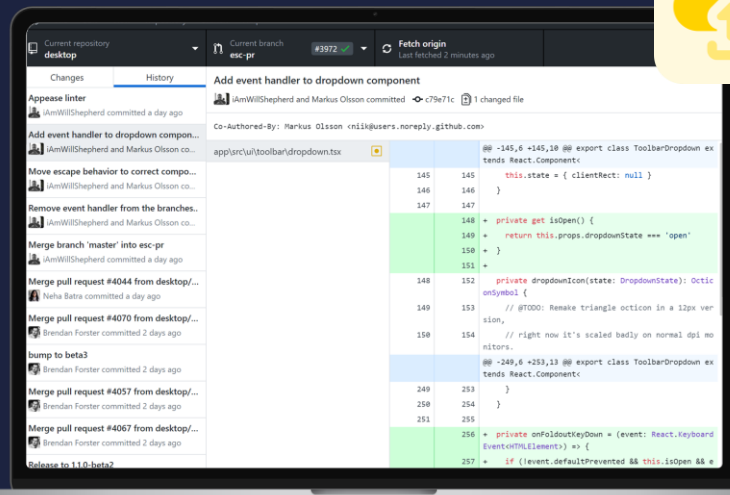 Current repository
desktop
Current branch
esc-pr
#3972
Fetch origin
Last fetched 2 minutes ago
Changes
History
Appease linter
iAmWillShepherd committed a day ago
Add event handler to dropdown compon...
iAmWillShepherd and Markus Olsson co...
Move escape behavior to correct compo...
iAmWillShepherd and Markus Olsson co...
Remove event handler from the branches..
iAmWillShepherd and Markus Olsson co...
Merge branch 'master' into esc-pr
iAmWillShepherd committed a day ago
Merge pull request #4044 from desktop/...
Neha Batra committed a day ago
Merge pull request #4070 from desktop/...
Brendan Forster committed 2 days ago
bump to beta3
Brendan Forster committed 2 days ago
Merge pull request #4057 from desktop/...
Brendan Forster committed 2 days ago
Merge pull request #4067 from desktop/...
Brendan Forster committed 2 days ago
Release to 1.1.0-beta2
Add event handler to dropdown component
iAmWillShepherd and Markus Olsson committed c79e71c 1 changed file
Co-Authored-By: Markus Olsson <niik@users.noreply.github.com>
app\src\ui\toolbar\dropdown.tsx
@@ -145,6 +145,10 @@ export class ToolbarDropdown ex
tends React.Component<
145 145 this.state = { clientRect: null }
146 146 }
147 147
148 + private get isOpen() {
149 + return this.props.dropdownState === 'open'
150 + }
151 +
148 152 private dropdownIcon(state: DropdownState): Octic
onSymbol {
149 153 // @TODO: Remake triangle octicon in a 12px ver
sion,
150 154 // right now it's scaled badly on normal dpi mo
nitors.
@@ -249,6 +253,13 @@ export class ToolbarDropdown ex
tends React.Component<
249 253 }
250 254 }
251 255
256 + private onFoldoutKeyDown = (event: React.Keyboard
Event<HTMLElement>) => {
257 + if (!event.defaultPrevented && this.isOpen && e